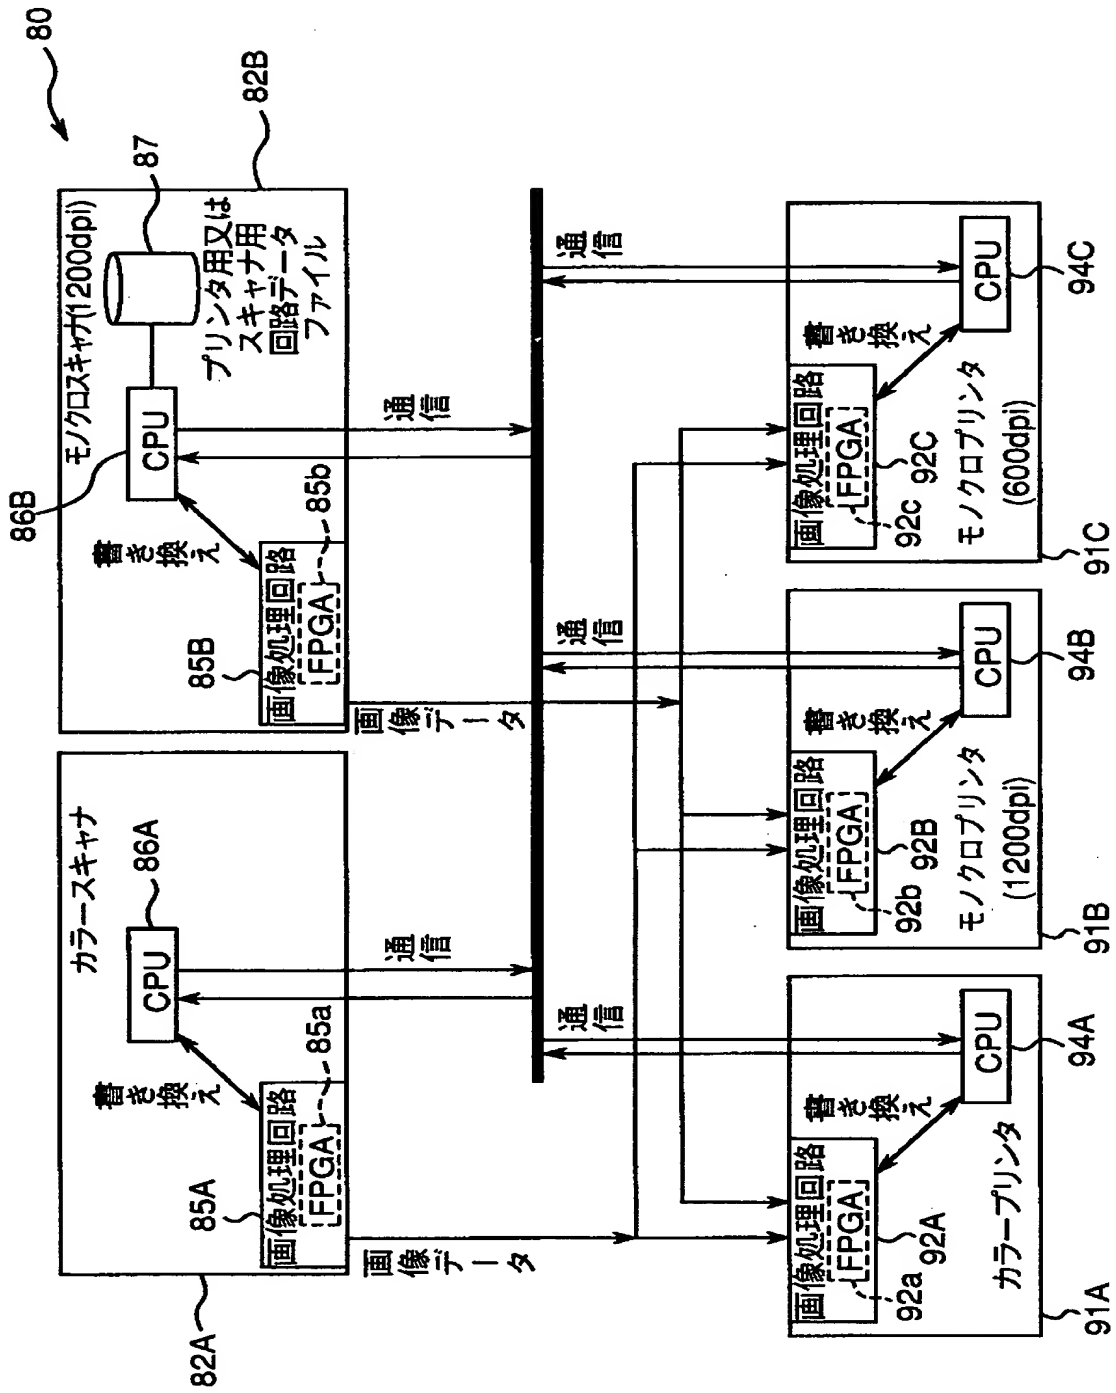 80
82A
カラースキャナ
86A
CPU
書き換え
85A
画像処理回路
FPGA
85a
通信
画像データ
82B
モノクロスキャナ(1200dpi)
86B
CPU
87
プリンタ用又は
スキャナ用
回路データ
ファイル
書き換え
85B
画像処理回路
FPGA
85b
通信
画像データ
通信
通信
通信
画像処理回路
FPGA
92a
92A
書き換え
CPU
94A
カラープリンタ
91A
画像処理回路
FPGA
92b
92B
書き換え
CPU
94B
モノクロプリンタ
(1200dpi)
91B
画像処理回路
FPGA
92c
92C
書き換え
CPU
94C
モノクロプリンタ
(600dpi)
91C